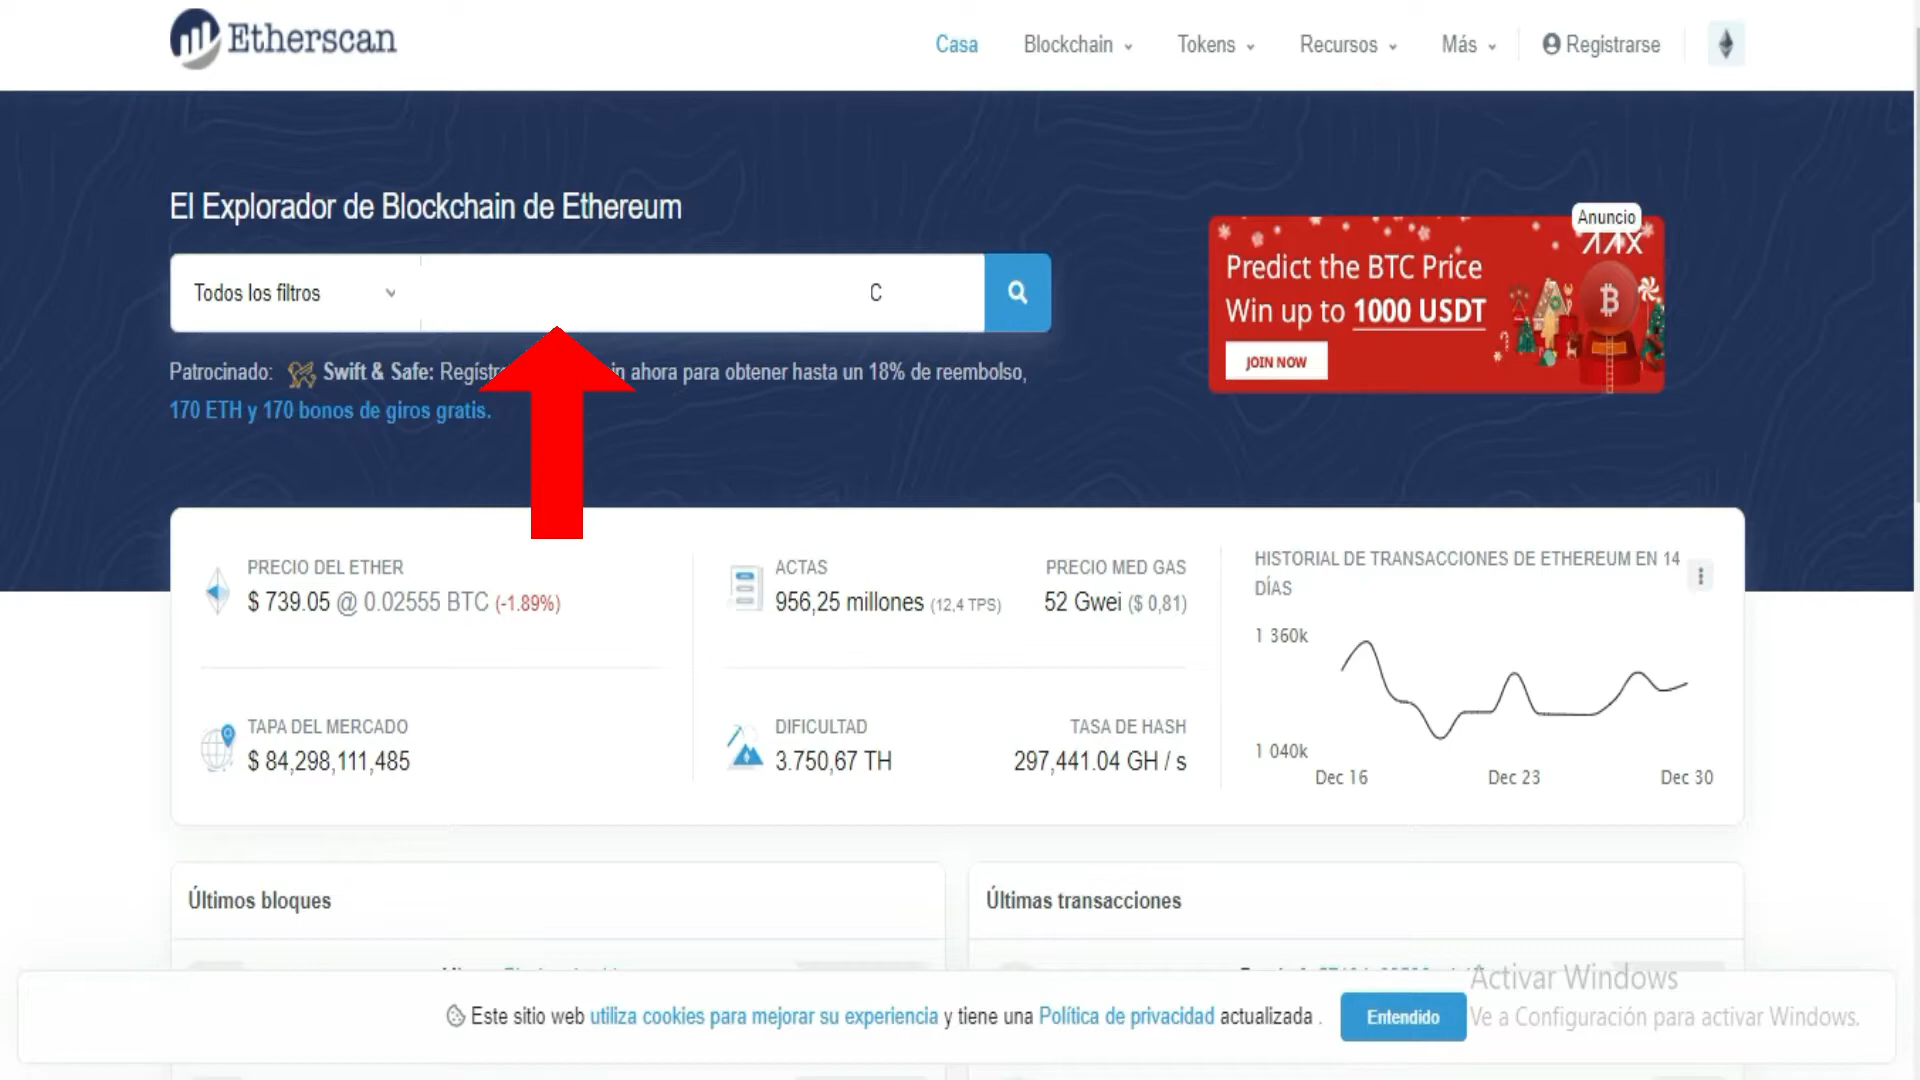 Etherscan
Casa
Blockchain
Tokens
Recursos
Más
Registrarse
El Explorador de Blockchain de Ethereum
Todos los filtros
C
Anuncio
Predict the BTC Price
Win up to 1000 USDT
JOIN NOW
Patrocinado: Swift & Safe: in ahora para obtener hasta un 18% de reembolso,
170 ETH y 170 bonos de giros gratis.
PRECIO DEL ETHER
$ 739.05 @ 0.02555 BTC (-1.89%)
TAPA DEL MERCADO
$ 84,298,111,485
ACTAS
956,25 millones (12,4 TPS)
PRECIO MED GAS
52 Gwei ($ 0,81)
DIFICULTAD
3.750,67 TH
TASA DE HASH
297,441.04 GH / s
HISTORIAL DE TRANSACCIONES DE ETHEREUM EN 14
DÍAS
1 360k
1 040k
Dec 16
Dec 23
Dec 30
Últimos bloques
Últimas transacciones
Este sitio web utiliza cookies para mejorar su experiencia y tiene una Política de privacidad actualizada .
Entendido
Activar Windows
Ve a Configuración para activar Windows.